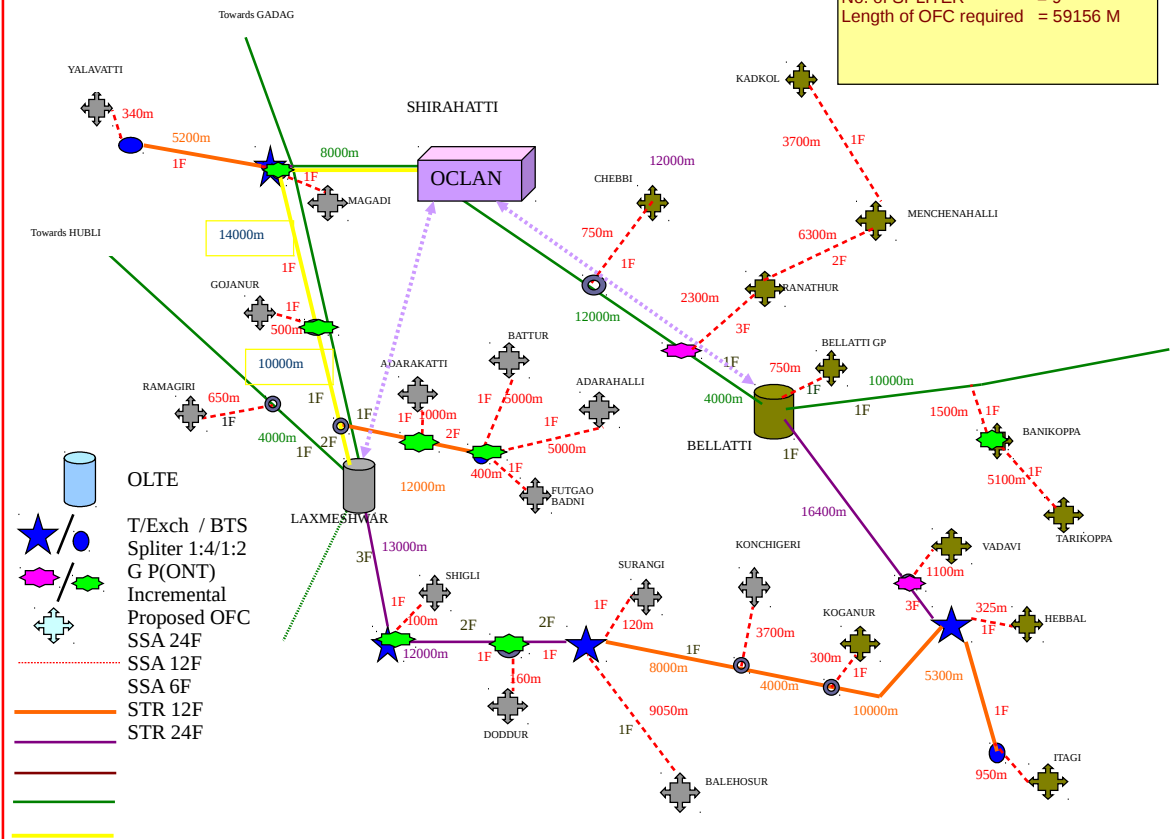 Towards GADAG
No. of SPLITER
Length of OFC required = 59156 M
YALAVATTI
KADKOL
340m
SHIRAHATTI
5200m
1F
3700m
1F
8000m
12000m
1F
OCLAN
CHEBBI
MAGADI
MENCHENAHALLI
Towards HUBLI
14000m
750m
6300m
1F
1F
2F
GOJANUR
RANATHUR
1F
2300m
500m
12000m
3F
BATTUR
BELLATTI GP
10000m
ADARAKATTI
1F
750m
RAMAGIRI
ADARAHALLI
10000m
650m
1F
1F
5000m
4000m
1F
1F
1F
1F
1F
1500m
1F
4000m
2F
2F
1F
5000m
BANIKOPPA
1F
BELLATTI
1F
400m
1F
5100m
1F
OLTE
12000m
FUTGAO
BADNI
16400m
LAXMESHWAR
T/Exch / BTS
TARIKOPPA
Spliter 1:4/1:2
13000m
KONCHIGERI
VADAVI
3F
G P(ONT)
SHIGLI
SURANGI
1100m
Incremental
1F
1F
3F
325m
Proposed OFC
100m
120m
KOGANUR
1F
HEBBAL
SSA 24F
2F
2F
3700m
SSA 12F
12000m
1F
1F
1F
300m
1F
8000m
5300m
SSA 6F
160m
4000m
STR 12F
10000m
1F
9050m
STR 24F
1F
DODDUR
ITAGI
950m
BALEHOSUR